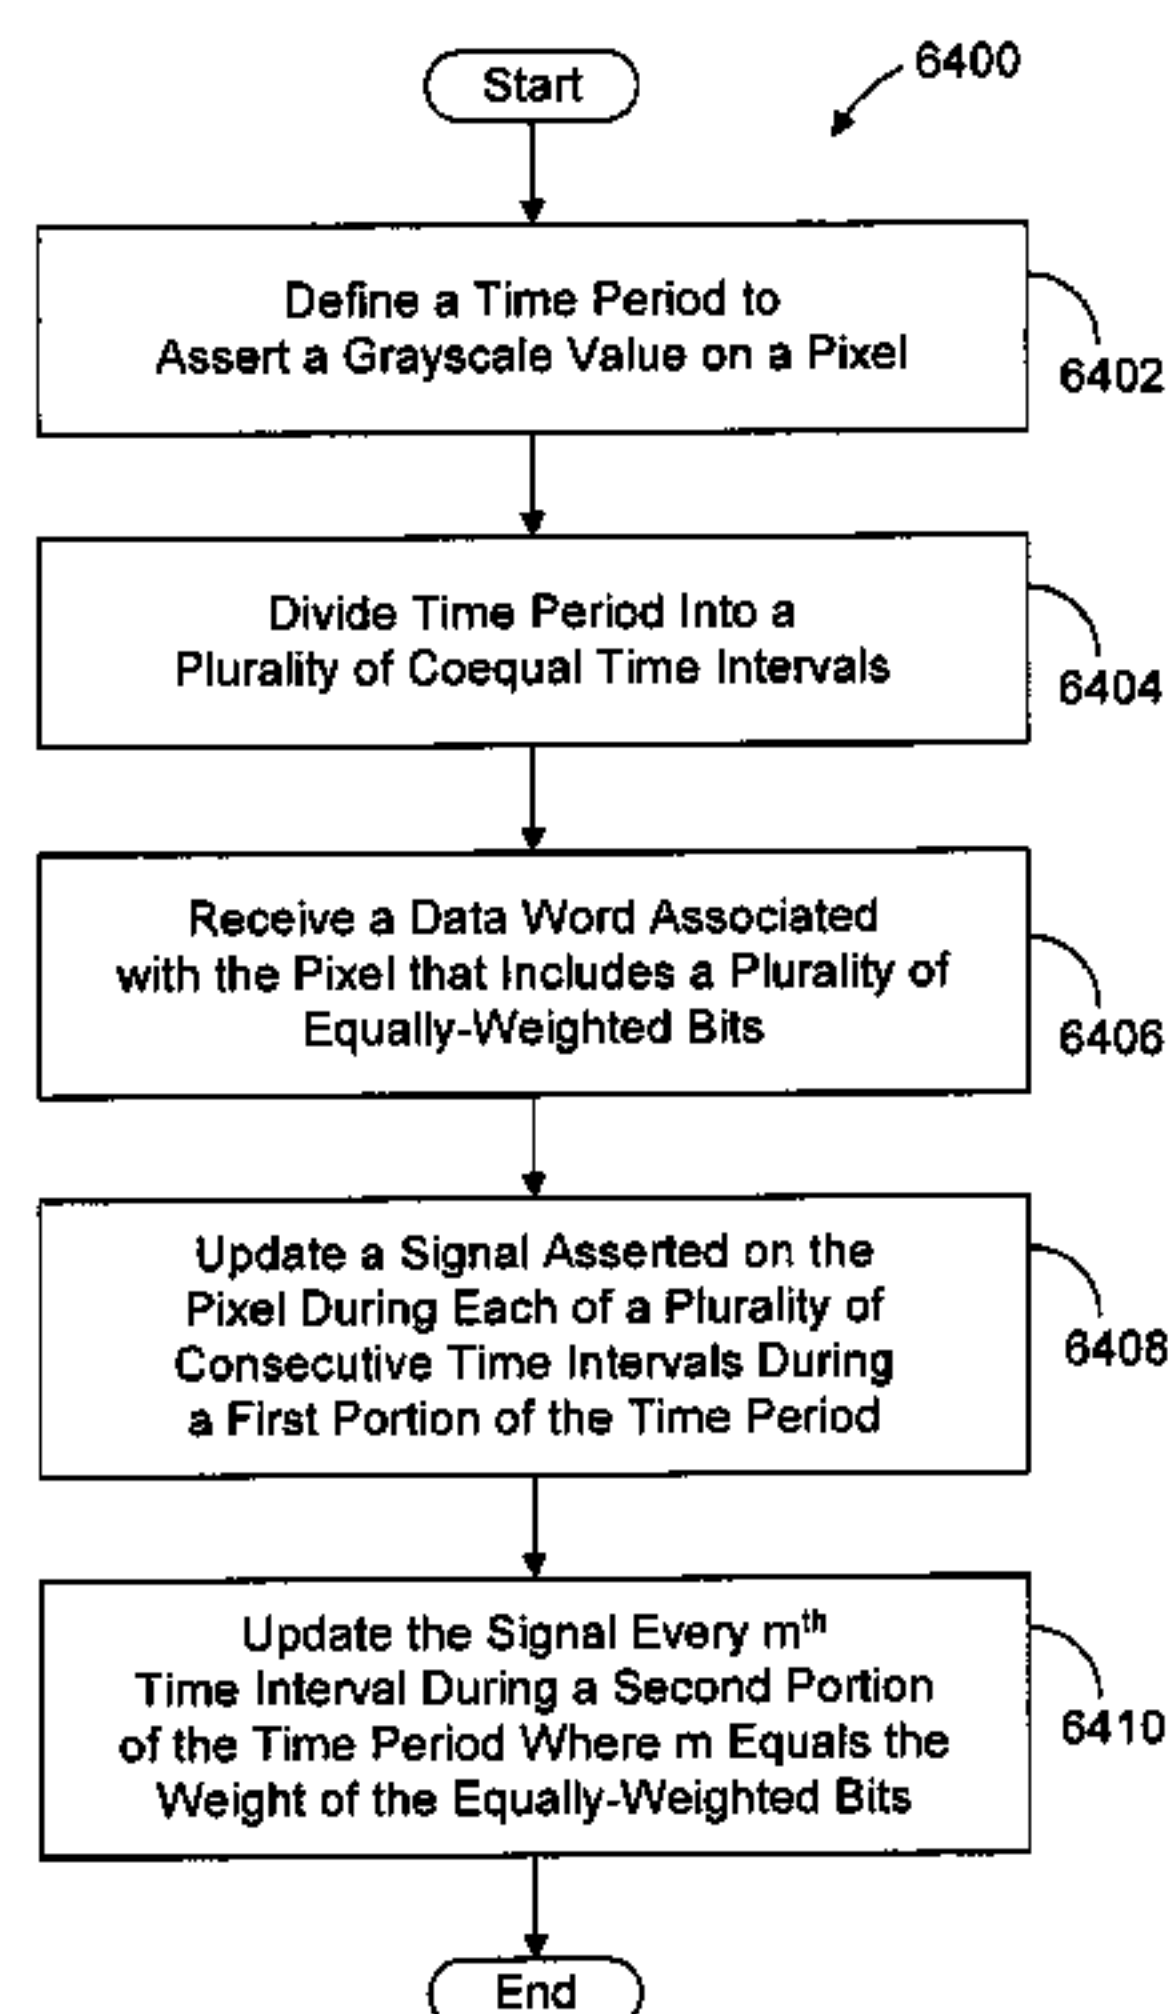 Start
6400
Define a Time Period to
Assert a Grayscale Value on a Pixel
6402
Divide Time Period Into a
Plurality of Coequal Time Intervals
6404
Receive a Data Word Associated
with the Pixel that Includes a Plurality of
Equally-Weighted Bits
6406
Update a Signal Asserted on the
Pixel During Each of a Plurality of
Consecutive Time Intervals During
a First Portion of the Time Period
6408
Update the Signal Every mth
Time Interval During a Second Portion
of the Time Period Where m Equals the
Weight of the Equally-Weighted Bits
6410
End